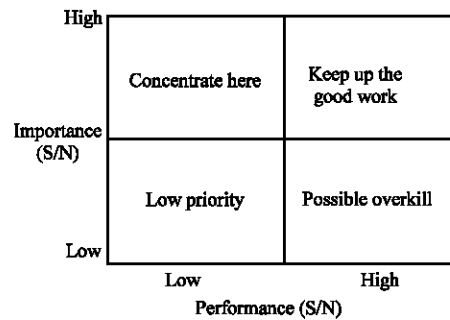 High
Concentrate here
Keep up the
good work
Importance
(S/N)
Low priority
Possible overkill
Low
Low
High
Performance (S/N)